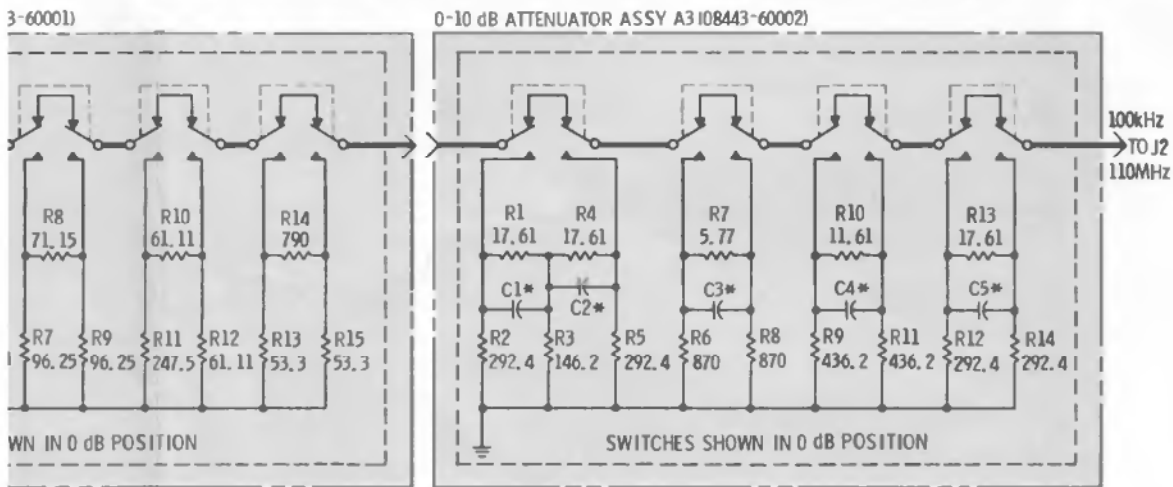 3-60001)
0-10 dB ATTENUATOR ASSY A3 (08443-60002)
100kHz
TO J2
110MHz
R8
71.15
R10
61.11
R14
790
R1
17.61
R4
17.61
R7
5.77
R10
11.61
R13
17.61
C1*
C2*
C3*
C4*
C5*
R7
96.25
R9
96.25
R11
247.5
R12
61.11
R13
53.3
R15
53.3
R2
292.4
R3
146.2
R5
292.4
R6
870
R8
870
R9
436.2
R11
436.2
R12
292.4
R14
292.4
WN IN 0 dB POSITION
SWITCHES SHOWN IN 0 dB POSITION